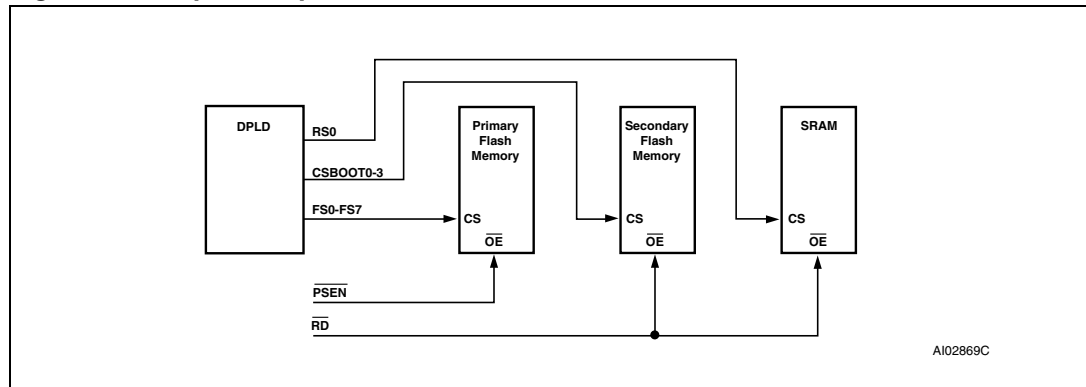 DPLD
RS0
CSBOOT0-3
FS0-FS7
Primary
Flash
Memory
CS
OE
Secondary
Flash
Memory
CS
OE
SRAM
CS
OE
PSEN
RD
AI02869C